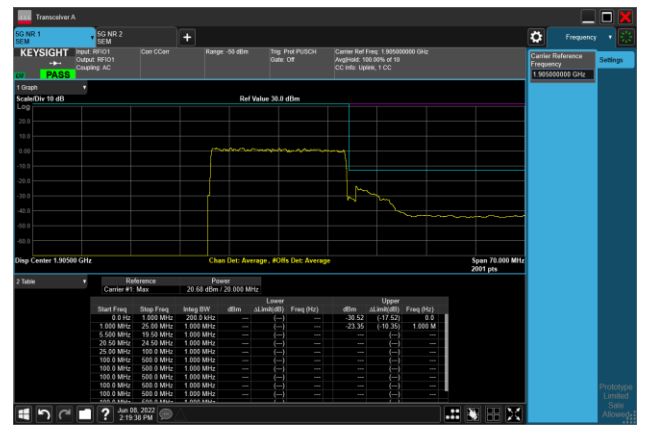 Transcalver A
5G NR 1
SEM
5G NR 2
SEM
Frequency
KEYSIGHT
Input: RFIO1
Output: RFIO1
Coupling: AC
Corr CCorr
Range: -50 dBm
Trig: Prol PUSCH
Gate: Off
Carrier Ref Freq: 1.905000000 GHz
Avg|Hold: 100.00% of 10
CC Info: Uplink, 1 CC
LV
PASS
Carrier Reference
Frequency
1.905000000 GHz
Settings
1 Graph
Scale/Div 10 dB
Ref Value 30.0 dBm
Log
20.0
10.0
0.00
-10.0
-20.0
-30.0
-40.0
-50.0
-60.0
Disp Center 1.90500 GHz
Chan Det: Average , #Offs Det: Average
Span 70.000 MHz
2001 pts
2 Table
Reference
Power
Carrier #1: Max:
20.68 dBm / 20.000 MHz
Lower
Upper
Start Freq Stop Freq Integ BW dBm ΔLimit(dB) Freq (Hz) dBm ΔLimit(dB) Freq (Hz)
0.0 Hz 1.000 MHz 200.0 kHz --- (---) --- -30.52 (-17.52) 0.0
1.000 MHz 25.00 MHz 1.000 MHz --- (---) --- -23.35 (-10.35) 1.000 M
5.500 MHz 19.50 MHz 1.000 MHz --- (---) --- --- (---) ---
20.50 MHz 24.50 MHz 1.000 MHz --- (---) --- --- (---) ---
25.00 MHz 100.0 MHz 1.000 MHz --- (---) --- --- (---) ---
100.0 MHz 500.0 MHz 1.000 MHz --- (---) --- --- (---) ---
100.0 MHz 500.0 MHz 1.000 MHz --- (---) --- --- (---) ---
100.0 MHz 500.0 MHz 1.000 MHz --- (---) --- --- (---) ---
100.0 MHz 500.0 MHz 1.000 MHz --- (---) --- --- (---) ---
100.0 MHz 500.0 MHz 1.000 MHz --- (---) --- --- (---) ---
Prototype
Limited
Sale
Allowed
Jun 08, 2022
2:19:38 PM